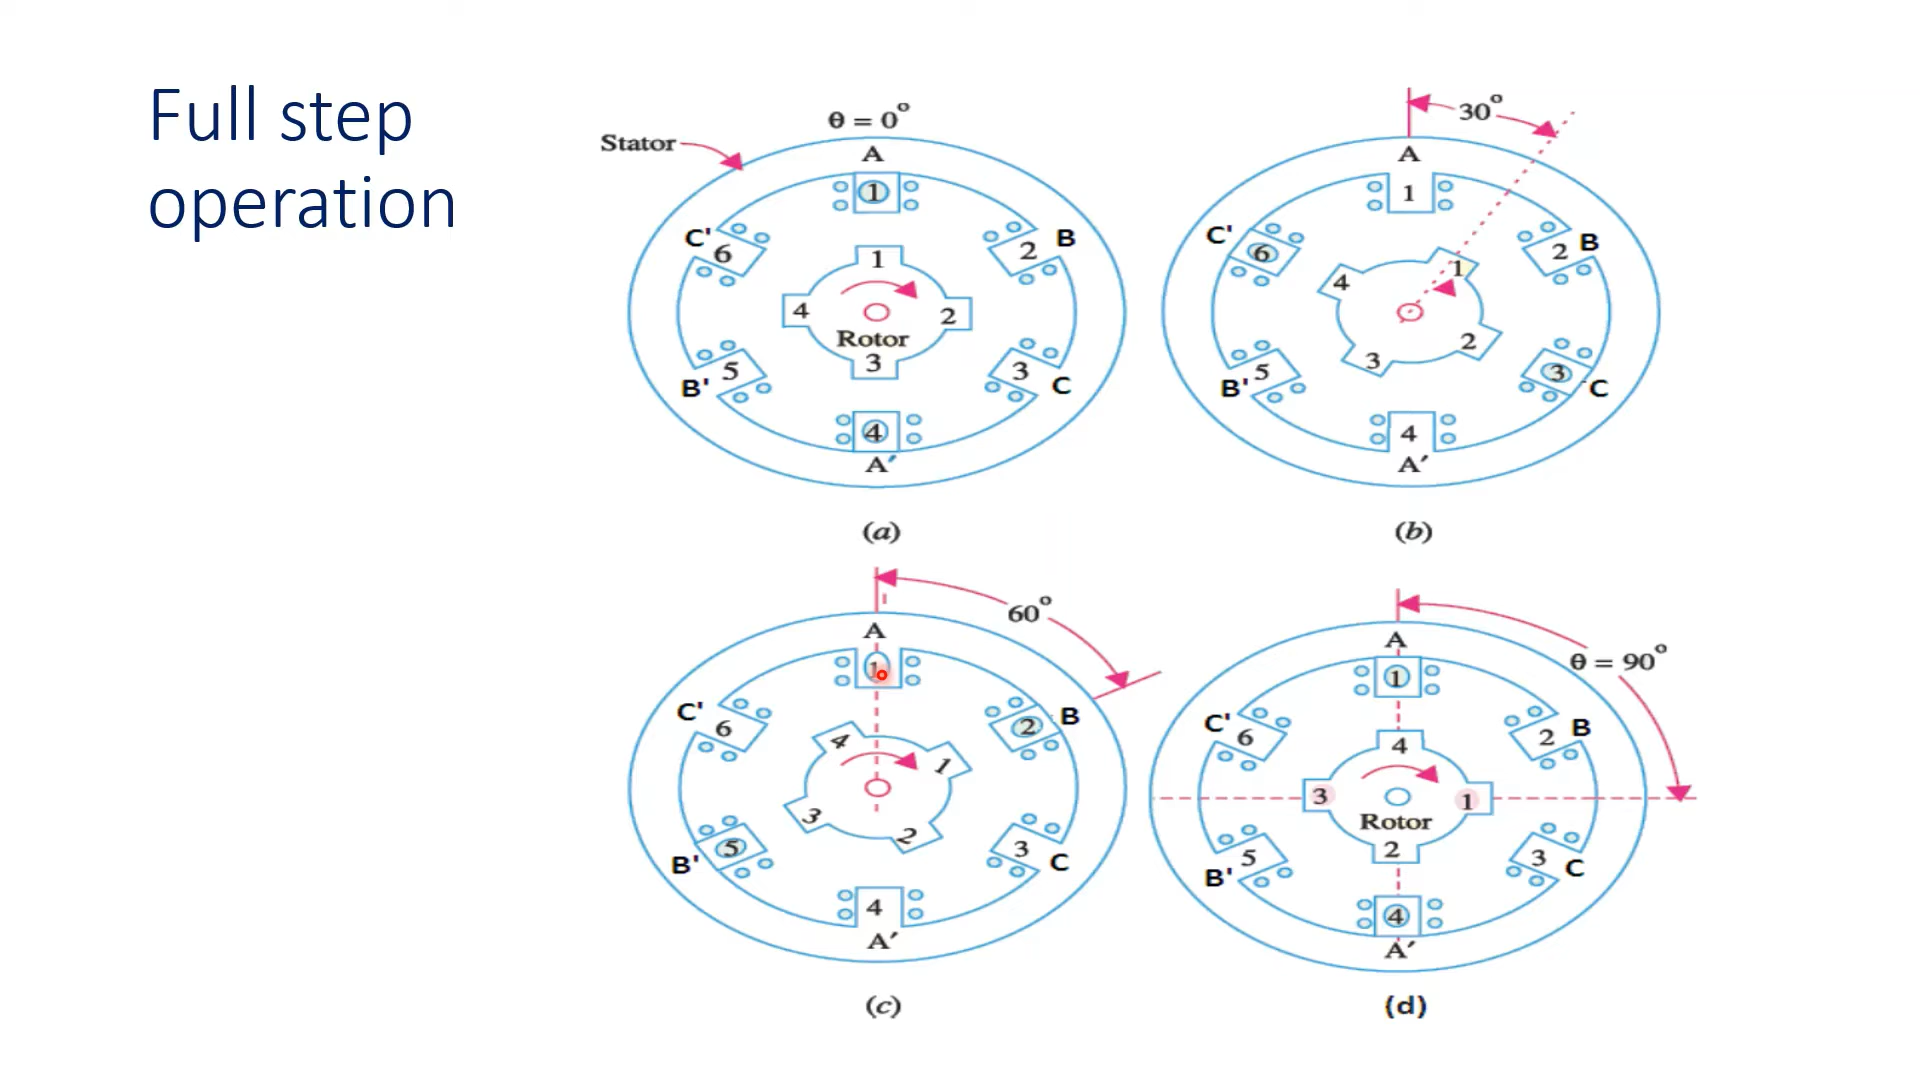 Full step
operation
θ = 0°
Stator
A
1
C'
6
2
B
1
4
2
Rotor
3
B'
5
3
C
4
A′
(a)
30°
A
1
C'
6
2
B
4
1
2
3
B'
5
3
C
4
A′
(b)
60°
A
1
C'
6
2
B
4
1
3
2
B'
5
3
C
4
A′
(c)
A
θ = 90°
1
C'
6
2
B
4
3
1
Rotor
2
B'
5
3
C
4
A′
(d)